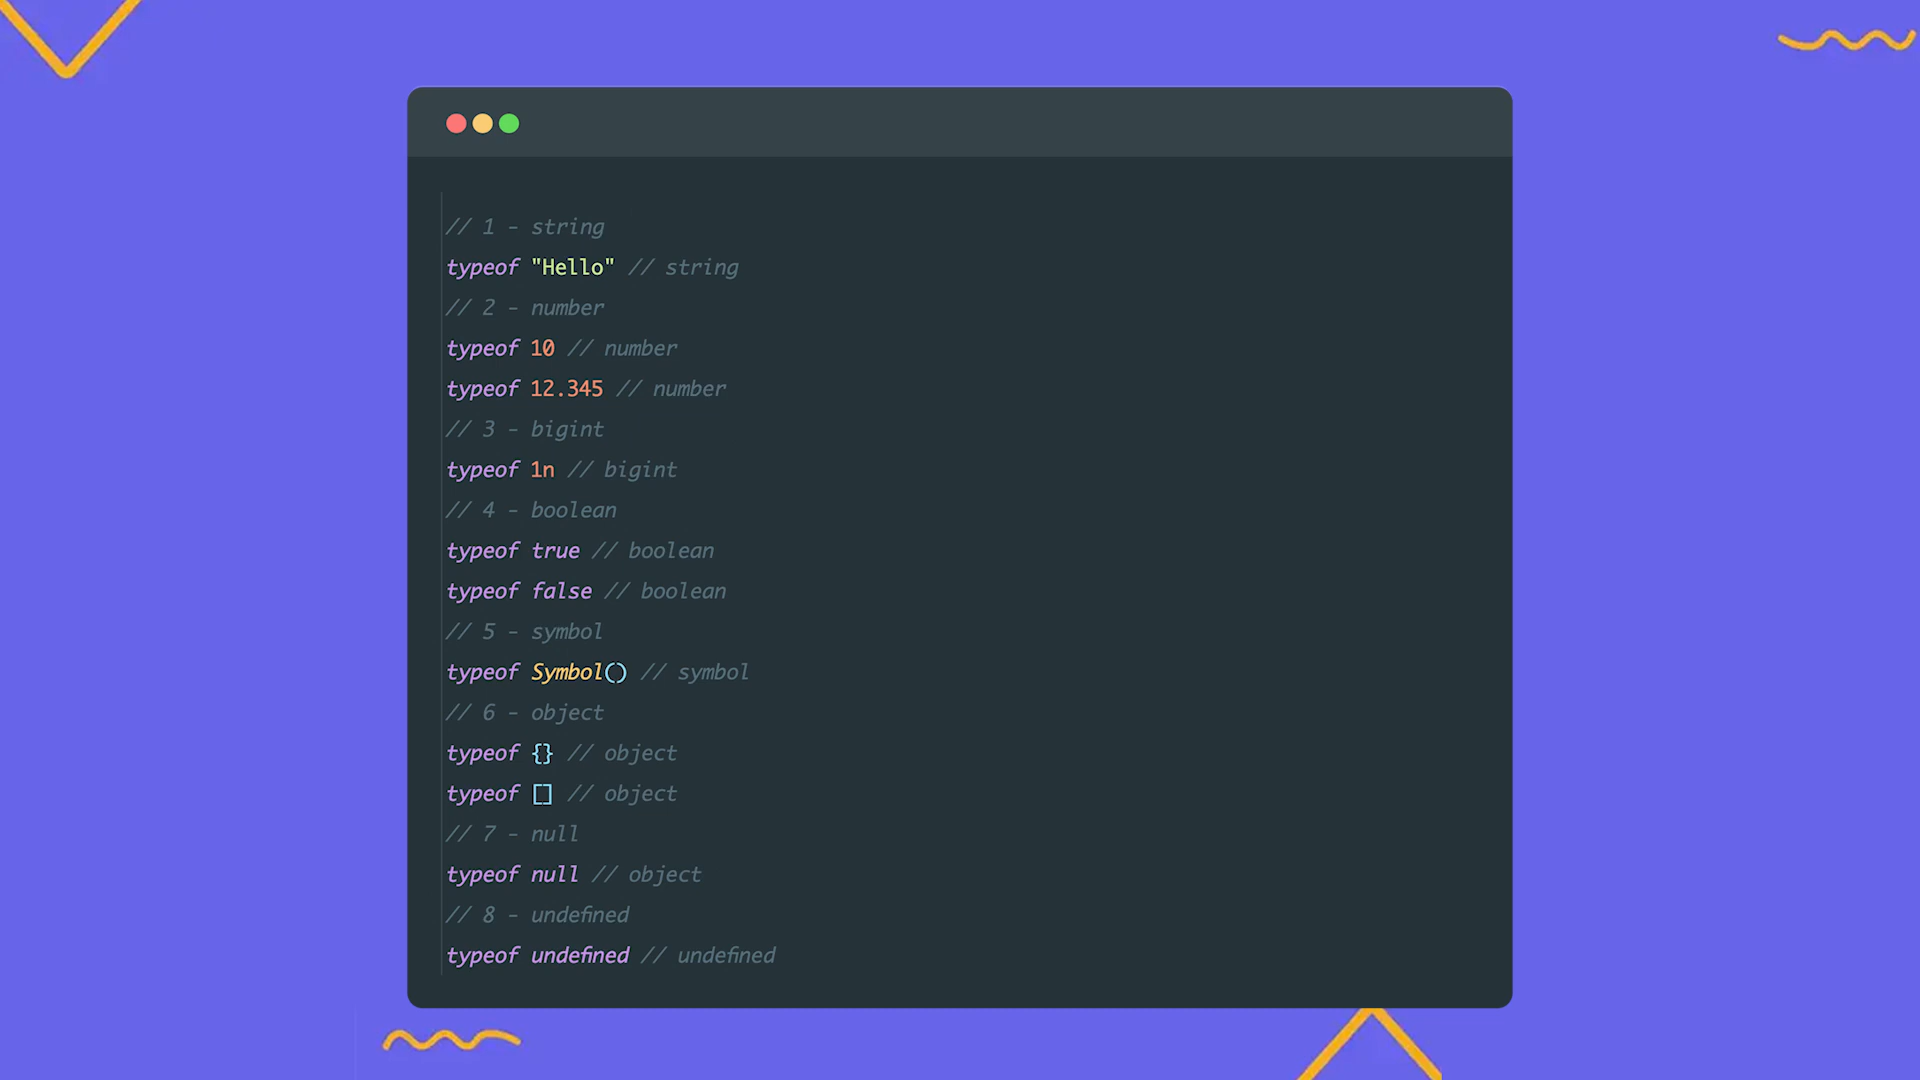 // 1 - string
typeof "Hello" // string
// 2 - number
typeof 10 // number
typeof 12.345 // number
// 3 - bigint
typeof 1n // bigint
// 4 - boolean
typeof true // boolean
typeof false // boolean
// 5 - symbol
typeof Symbol() // symbol
// 6 - object
typeof {} // object
typeof [] // object
// 7 - null
typeof null // object
// 8 - undefined
typeof undefined // undefined